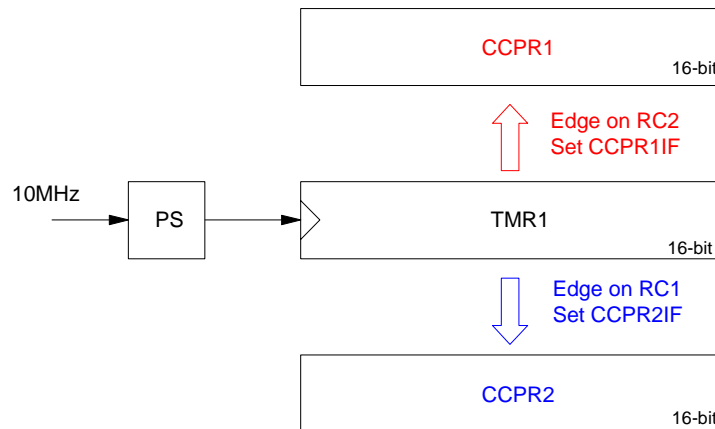 CCPR1
16-bit
Edge on RC2
Set CCPR1IF
10MHz
PS
TMR1
16-bit
Edge on RC1
Set CCPR2IF
CCPR2
16-bit